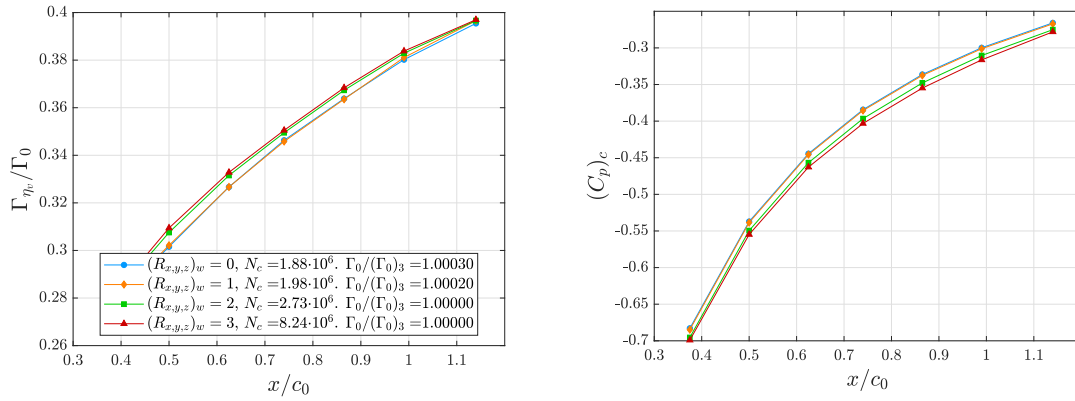 0.4
0.38
0.36
0.34
0.32
0.3
0.28
0.26
Γ_{η_v}/Γ_0
(R_{x,y,z})_w = 0, N_c =1.88·10^6. Γ_0/(Γ_0)_3 =1.00030
(R_{x,y,z})_w = 1, N_c =1.98·10^6. Γ_0/(Γ_0)_3 =1.00020
(R_{x,y,z})_w = 2, N_c =2.73·10^6. Γ_0/(Γ_0)_3 =1.00000
(R_{x,y,z})_w = 3, N_c =8.24·10^6. Γ_0/(Γ_0)_3 =1.00000
0.3 0.4 0.5 0.6 0.7 0.8 0.9 1 1.1
x/c_0
-0.3
-0.35
-0.4
-0.45
-0.5
-0.55
-0.6
-0.65
-0.7
(C_p)_c
0.3 0.4 0.5 0.6 0.7 0.8 0.9 1 1.1
x/c_0